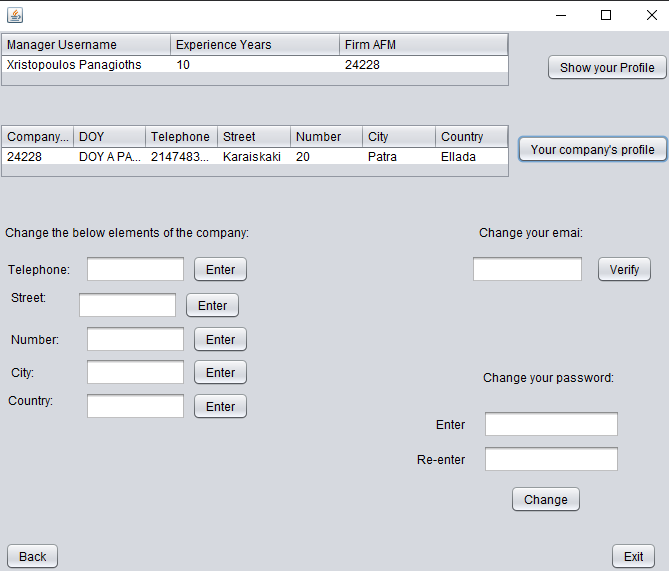 Manager Username Experience Years Firm AFM
Xristopoulos Panagioths 10 24228
Show your Profile
Company... DOY Telephone Street Number City Country
24228 DOY A PA... 2147483... Karaiskaki 20 Patra Ellada
Your company's profile
Change the below elements of the company:
Change your emai:
Telephone: Enter
Verify
Street: Enter
Number: Enter
City: Enter
Country: Enter
Change your password:
Enter
Re-enter
Change
Back
Exit